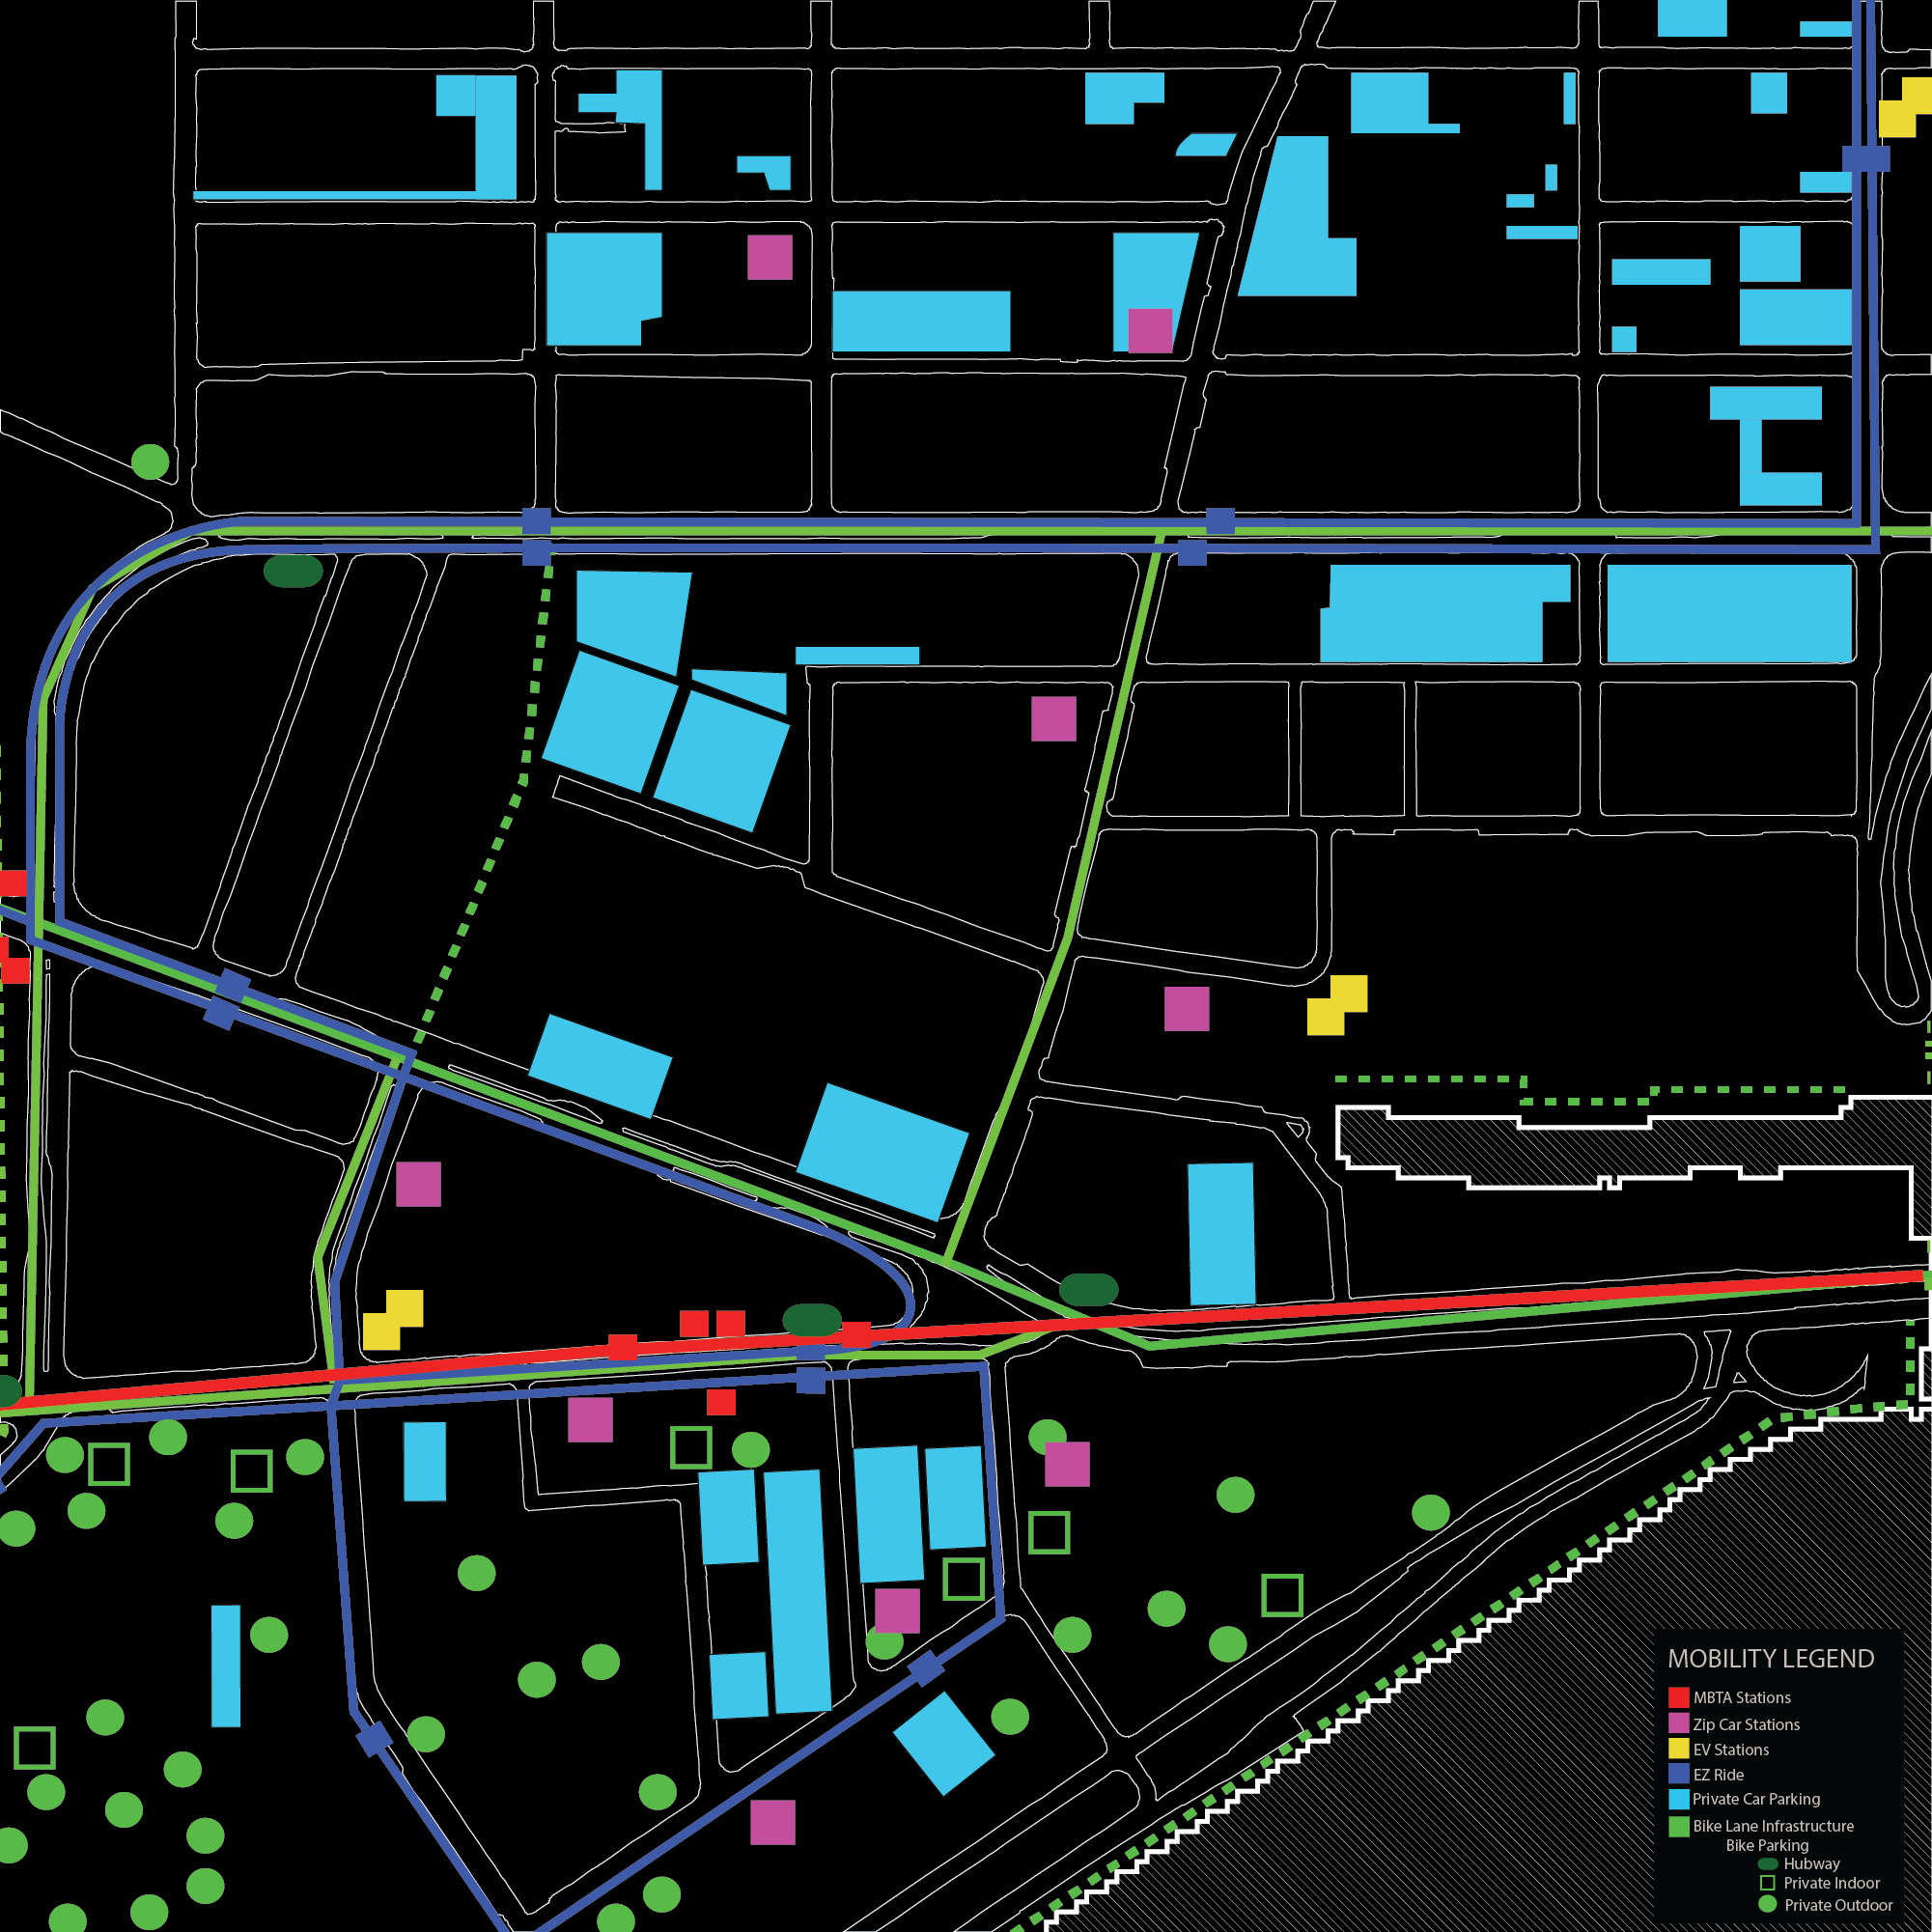 MOBILITY LEGEND
MBTA Stations
Zip Car Stations
EV Stations
EZ Ride
Private Car Parking
Bike Lane Infrastructure
Bike Parking
Hubway
Private Indoor
Private Outdoor